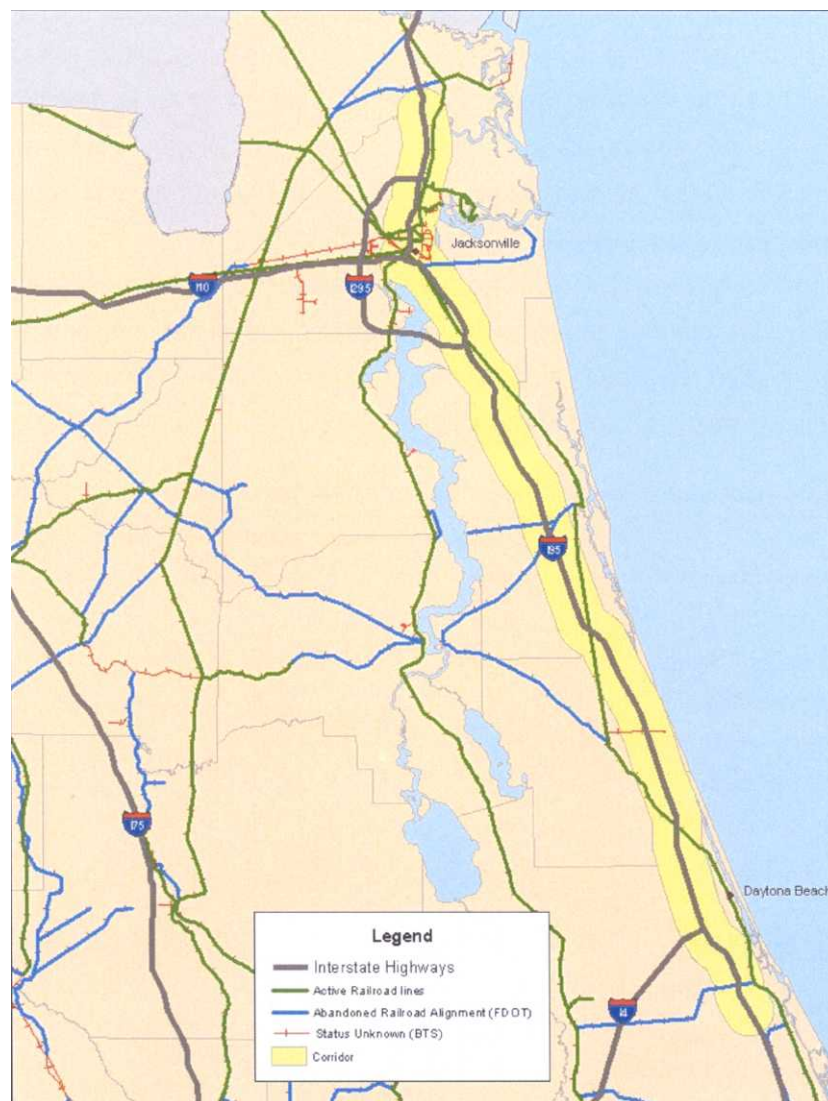 Jacksonville
I10
I295
I95
I75
Daytona Beach
Legend
Interstate Highways
Active Railroad lines
Abandoned Railroad Alignment (FDOT)
Status Unknown (BTS)
I4
Corridor